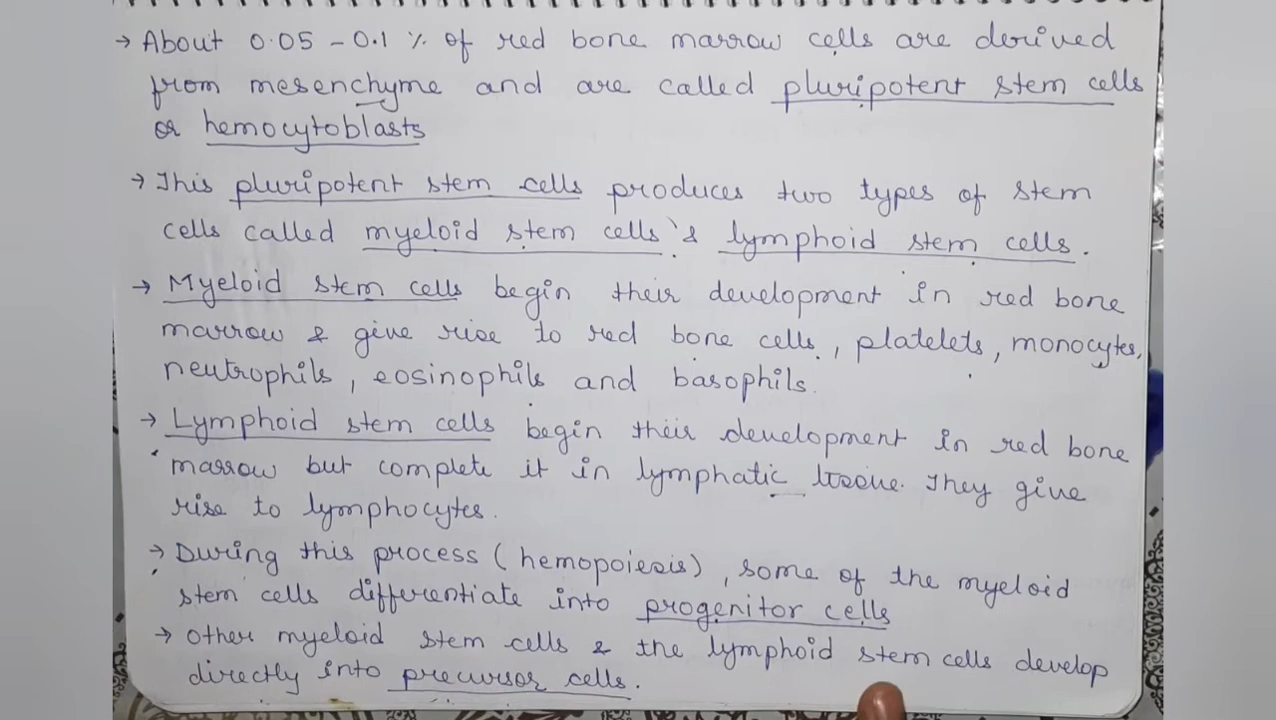 → About 0.05 - 0.1 % of red bone marrow cells are derived
from mesenchyme and are called pluripotent stem cells
or hemocytoblasts
→ This pluripotent stem cells produces two types of stem
cells called myeloid stem cells & lymphoid stem cells.
→ Myeloid stem cells begin their development in red bone
marrow & give rise to red bone cells, platelets, monocytes,
neutrophils, eosinophils and basophils.
→ Lymphoid stem cells begin their development in red bone
marrow but complete it in lymphatic tissue. They give
rise to lymphocytes.
→ During this process (hemopoiesis), some of the myeloid
stem cells differentiate into progenitor cells
→ Other myeloid stem cells & the lymphoid stem cells develop
directly into precursor cells.